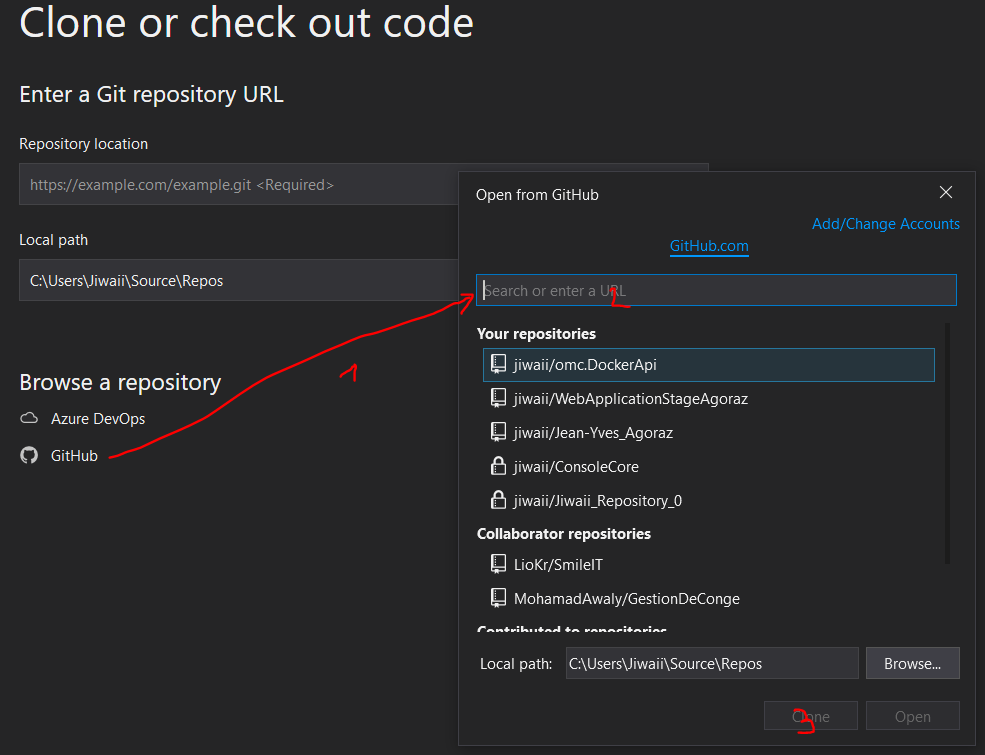 Clone or check out code
Enter a Git repository URL
Repository location
https://example.com/example.git <Required>
Local path
C:\Users\Jiwaii\Source\Repos
Browse a repository
Azure DevOps
GitHub
1
Open from GitHub
Add/Change Accounts
GitHub.com
Search or enter a URL
2
Your repositories
jiwaii/omc.DockerApi
jiwaii/WebApplicationStageAgoraz
jiwaii/Jean-Yves_Agoraz
jiwaii/ConsoleCore
jiwaii/Jiwaii_Repository_0
Collaborator repositories
LioKr/SmileIT
MohamadAwaly/GestionDeConge
Contributed to repositories
Local path: C:\Users\Jiwaii\Source\Repos Browse...
Clone Open
3